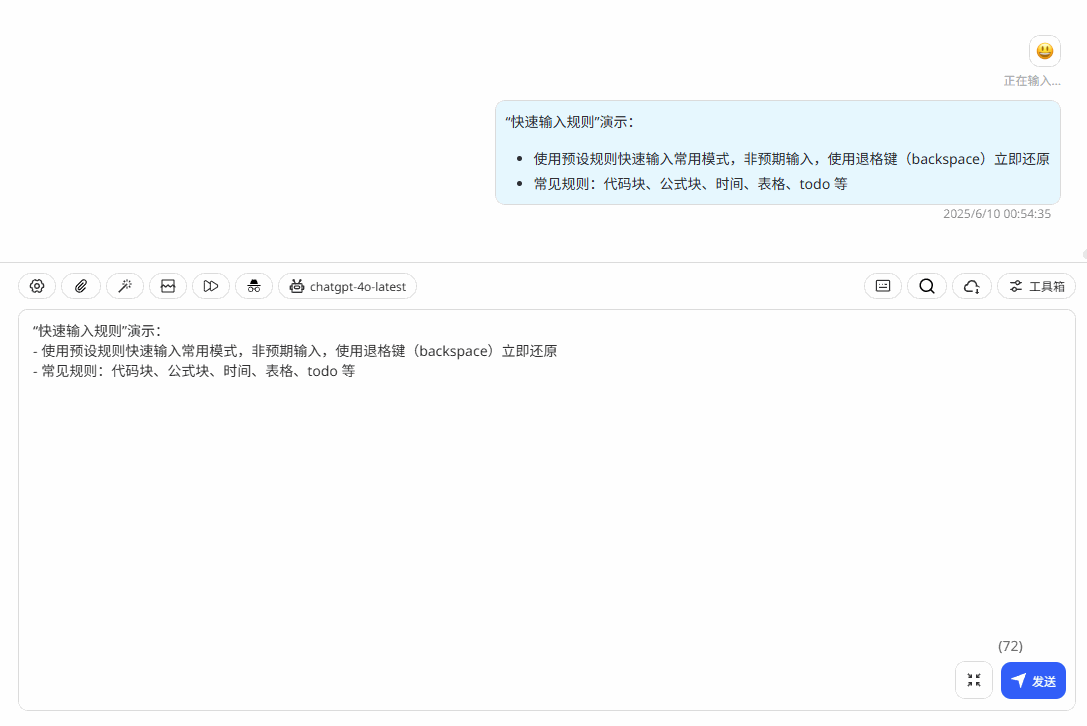 正在输入...
“快速输入规则”演示：
• 使用预设规则快速输入常用模式，非预期输入，使用退格键（backspace）立即还原
• 常见规则：代码块、公式块、时间、表格、todo 等
2025/6/10 00:54:35
chatgpt-4o-latest
工具箱
“快速输入规则”演示：
- 使用预设规则快速输入常用模式，非预期输入，使用退格键（backspace）立即还原
- 常见规则：代码块、公式块、时间、表格、todo 等
(72)
发送